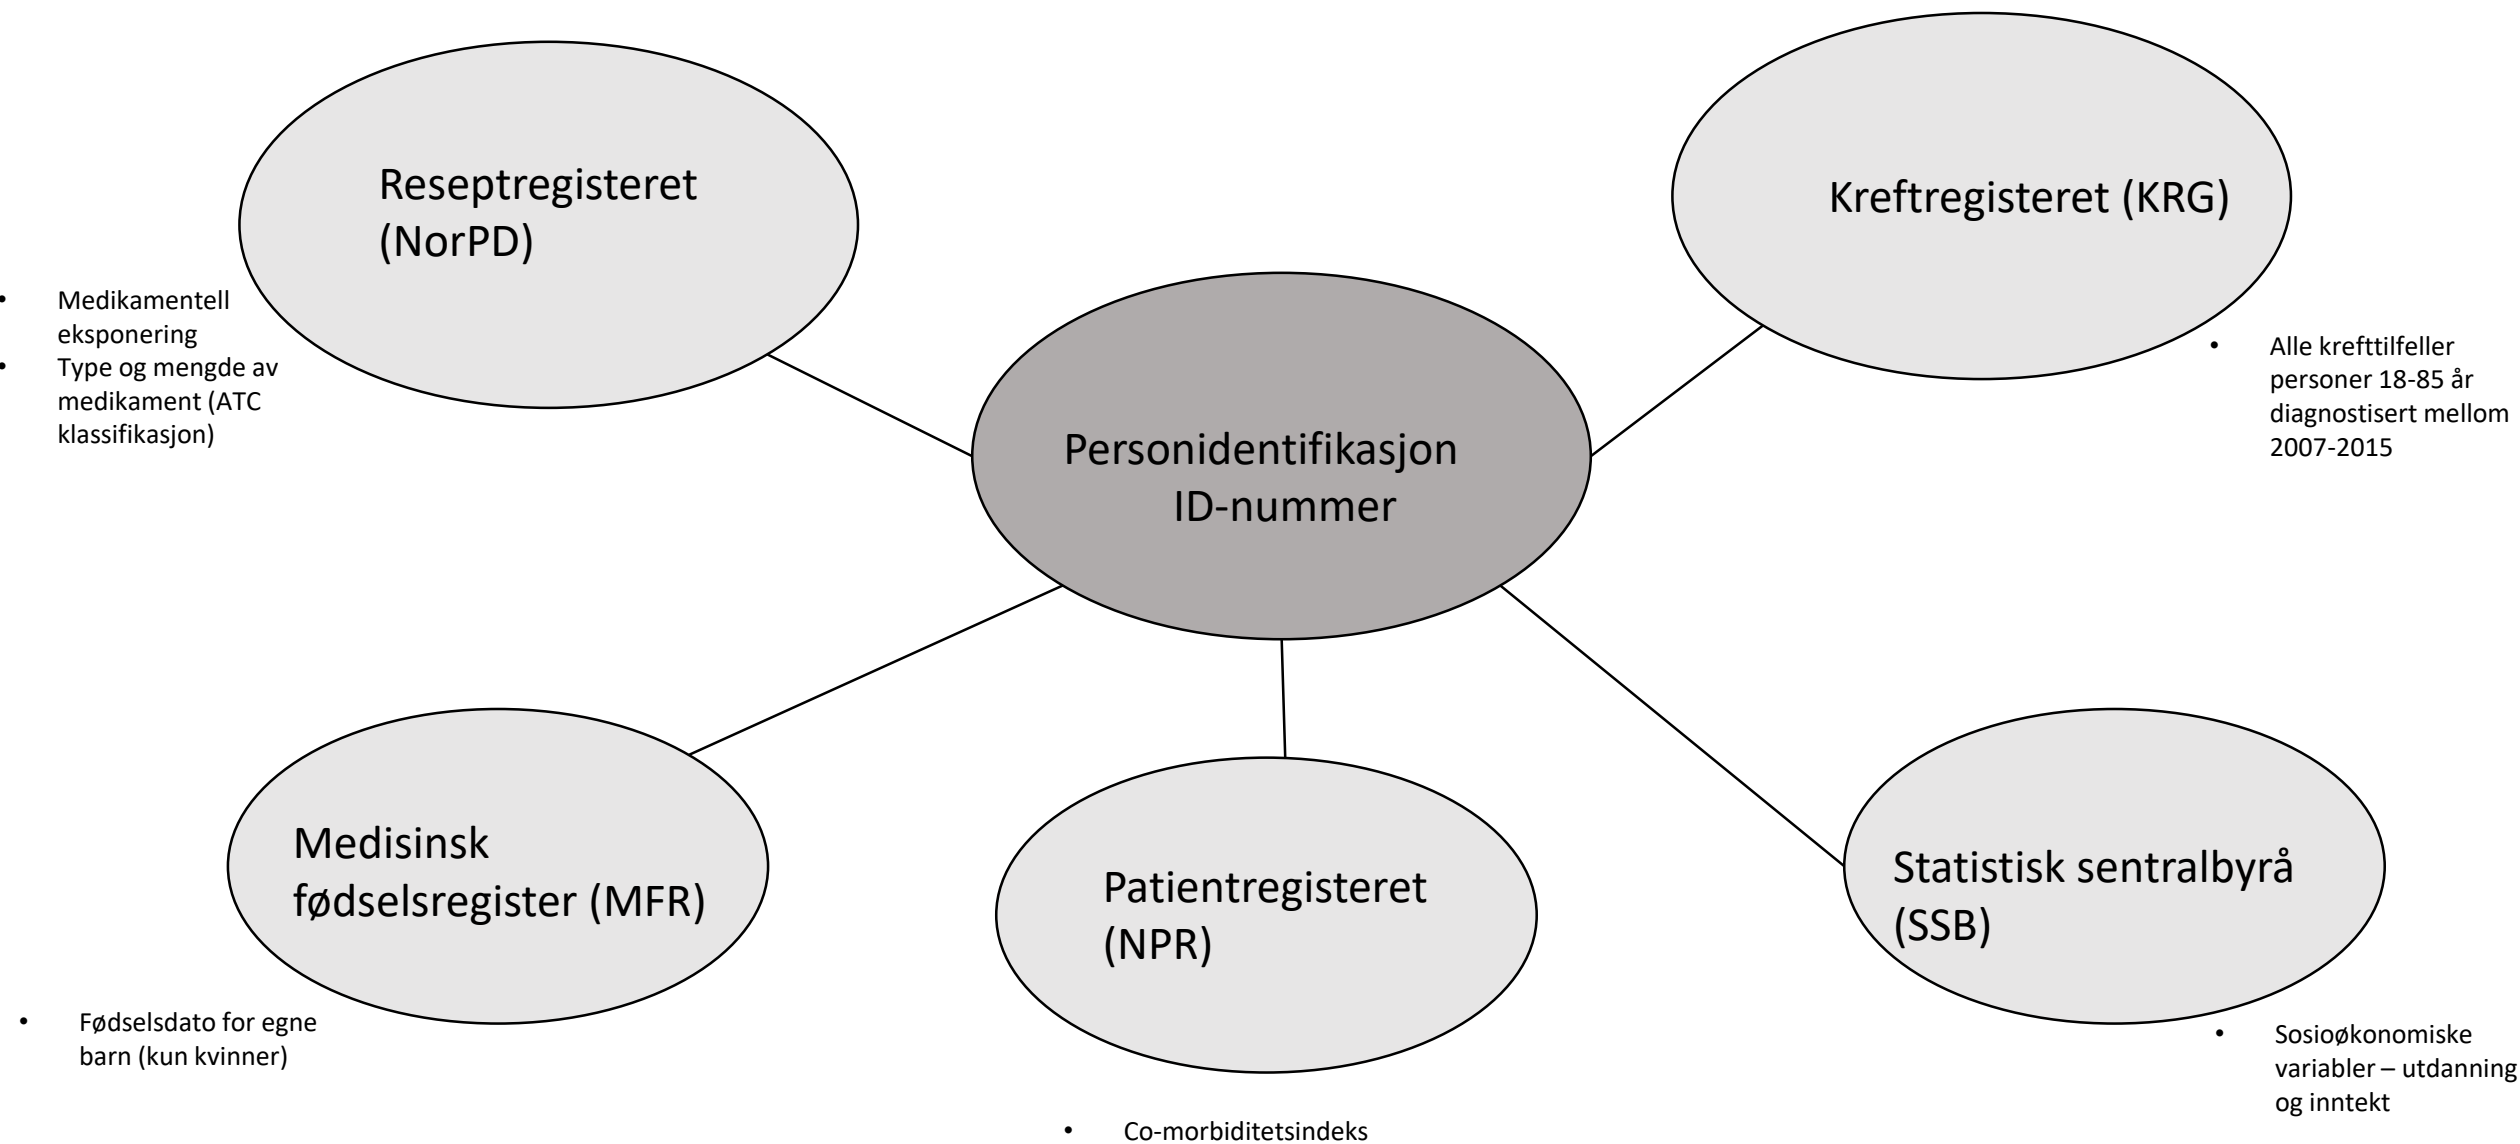 Reseptregisteret
(NorPD)
• Medikamentell
eksponering
• Type og mengde av
medikament (ATC
klassifikasjon)
Kreftregisteret (KRG)
• Alle krefttilfeller
personer 18-85 år
diagnostisert mellom
2007-2015
Personidentifikasjon
ID-nummer
Medisinsk
fødselsregister (MFR)
• Fødselsdato for egne
barn (kun kvinner)
Patientregisteret
(NPR)
• Co-morbiditetsindeks
Statistisk sentralbyrå
(SSB)
• Sosioøkonomiske
variabler – utdanning
og inntekt